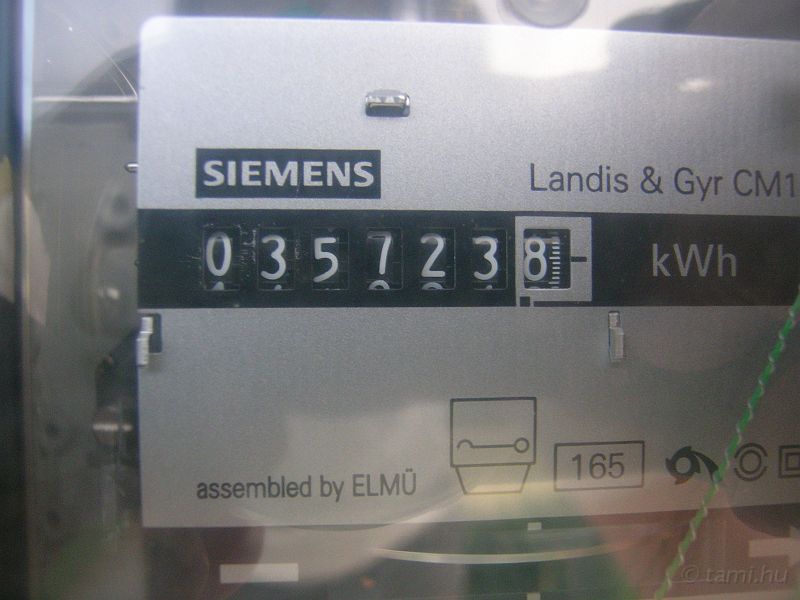 SIEMENS
Landis & Gyr CM1
0357238 kWh
assembled by ELMÜ
165
© tami.hu